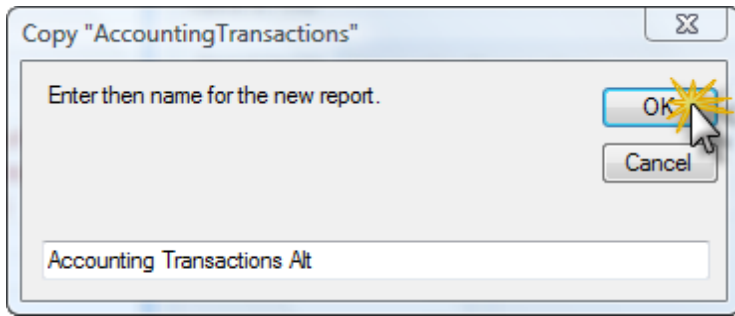 Copy "AccountingTransactions"
Enter then name for the new report.
OK
Cancel
Accounting Transactions Alt